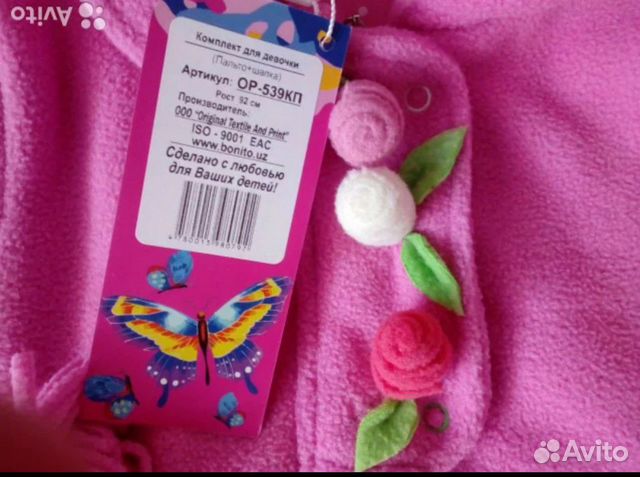 Avito
Комплект для девочки
(Пальто+шапка)
Артикул: ОР-539КП
Рост 92 см
Производитель:
ООО "Original Textile And Print"
ISO - 9001 EAC
www.bonito.uz
Сделано с любовью
для Ваших детей!
Avito